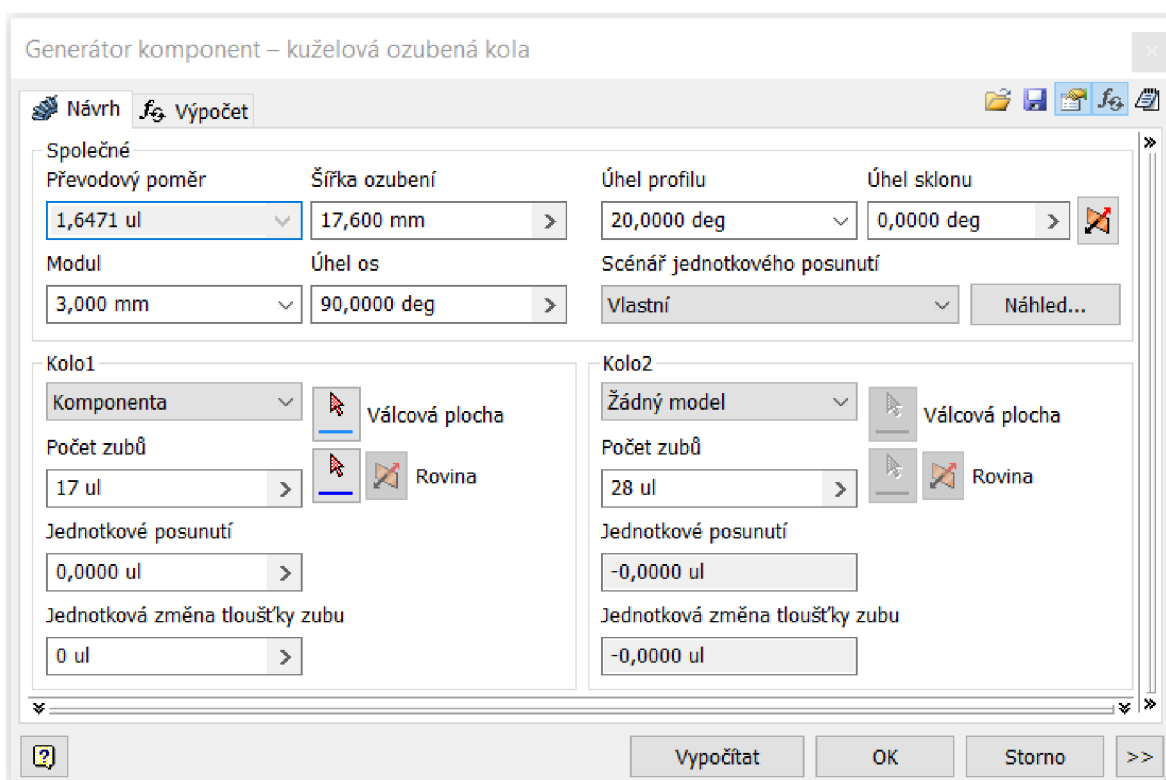 Generátor komponent – kuželová ozubená kola
Návrh
Výpočet
Společné
Převodový poměr
Šířka ozubení
Úhel profilu
Úhel sklonu
1,6471 ul
17,600 mm
20,0000 deg
0,0000 deg
Modul
Úhel os
Scénář jednotkového posunutí
3,000 mm
90,0000 deg
Vlastní
Náhled...
Kolo1
Komponenta
Válcová plocha
Počet zubů
Rovina
17 ul
Jednotkové posunutí
0,0000 ul
Jednotková změna tloušťky zubu
0 ul
Kolo2
Žádný model
Válcová plocha
Počet zubů
Rovina
28 ul
Jednotkové posunutí
-0,0000 ul
Jednotková změna tloušťky zubu
-0,0000 ul
Vypočítat
OK
Storno
>>